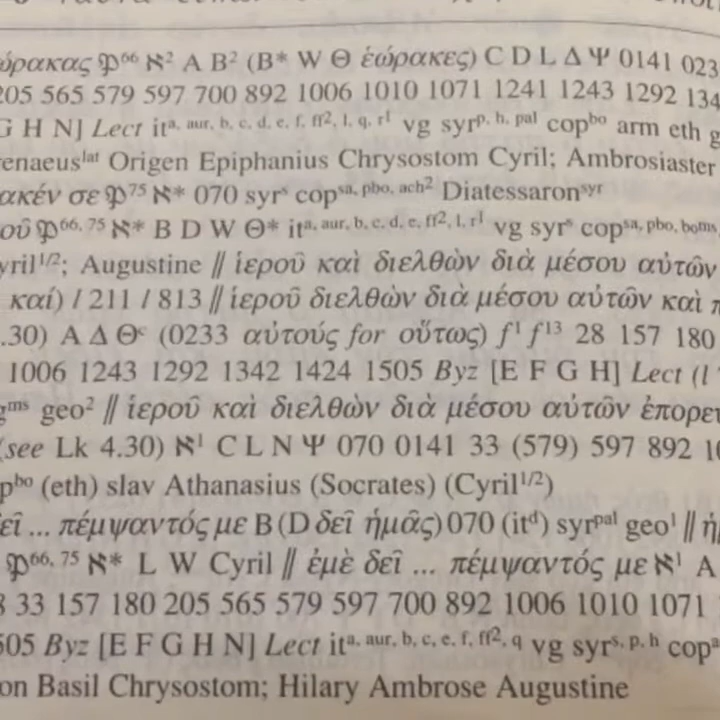 ώρακας 𝔓⁶⁶ ℵ² A B² (B* W Θ ἑώρακες) C D L Δ Ψ 0141 023
205 565 579 597 700 892 1006 1010 1071 1241 1243 1292 134
G H N] Lect itᵃ, ᵃᵘʳ, ᵇ, ᶜ, ᵈ, ᵉ, ᶠ, ᶠᶠ², ˡ, q, ʳ¹ vg syrᵖ, ʰ, ᵖᵃˡ copᵇᵒ arm eth g
renaeusˡᵃᵗ Origen Epiphanius Chrysostom Cyril; Ambrosiaster
ακέν σε 𝔓⁷⁵ ℵ* 070 syrˢ copˢᵃ, ᵖᵇᵒ, ᵃᶜʰ² Diatessaronˢʸʳ
οῦ 𝔓⁶⁶, ⁷⁵ ℵ* B D W Θ* itᵃ, ᵃᵘʳ, ᵇ, ᶜ, ᵈ, ᵉ, ᶠᶠ², ˡ, ʳ¹ vg syrˢ copˢᵃ, ᵖᵇᵒ, ᵇᵒᵐˢ,
yril¹ᐟ²; Augustine // ἱεροῦ καὶ διελθὼν διὰ μέσου αὐτῶν
καί) l 211 l 813 // ἱεροῦ διελθὼν διὰ μέσου αὐτῶν καὶ π
.30) A Δ Θᶜ (0233 αὐτούς for οὕτως) f¹ f¹³ 28 157 180
1006 1243 1292 1342 1424 1505 Byz [E F G H] Lect (l
gᵐˢ geo² // ἱεροῦ καὶ διελθὼν διὰ μέσου αὐτῶν ἐπορευ
(see Lk 4.30) ℵ¹ C L N Ψ 070 0141 33 (579) 597 892 10
pᵇᵒ (eth) slav Athanasius (Socrates) (Cyril¹ᐟ²)
δεῖ ... πέμψαντός με B (D δεῖ ἡμᾶς) 070 (itᵈ) syrᵖᵃˡ geo¹ // ἡμ
𝔓⁶⁶, ⁷⁵ ℵ* L W Cyril // ἐμὲ δεῖ ... πέμψαντός με ℵ¹ A
3 33 157 180 205 565 579 597 700 892 1006 1010 1071
505 Byz [E F G H N] Lect itᵃ, ᵃᵘʳ, ᵇ, ᶜ, ᵉ, ᶠ, ᶠᶠ², q vg syrˢ, ᵖ, ʰ copᵃ
on Basil Chrysostom; Hilary Ambrose Augustine